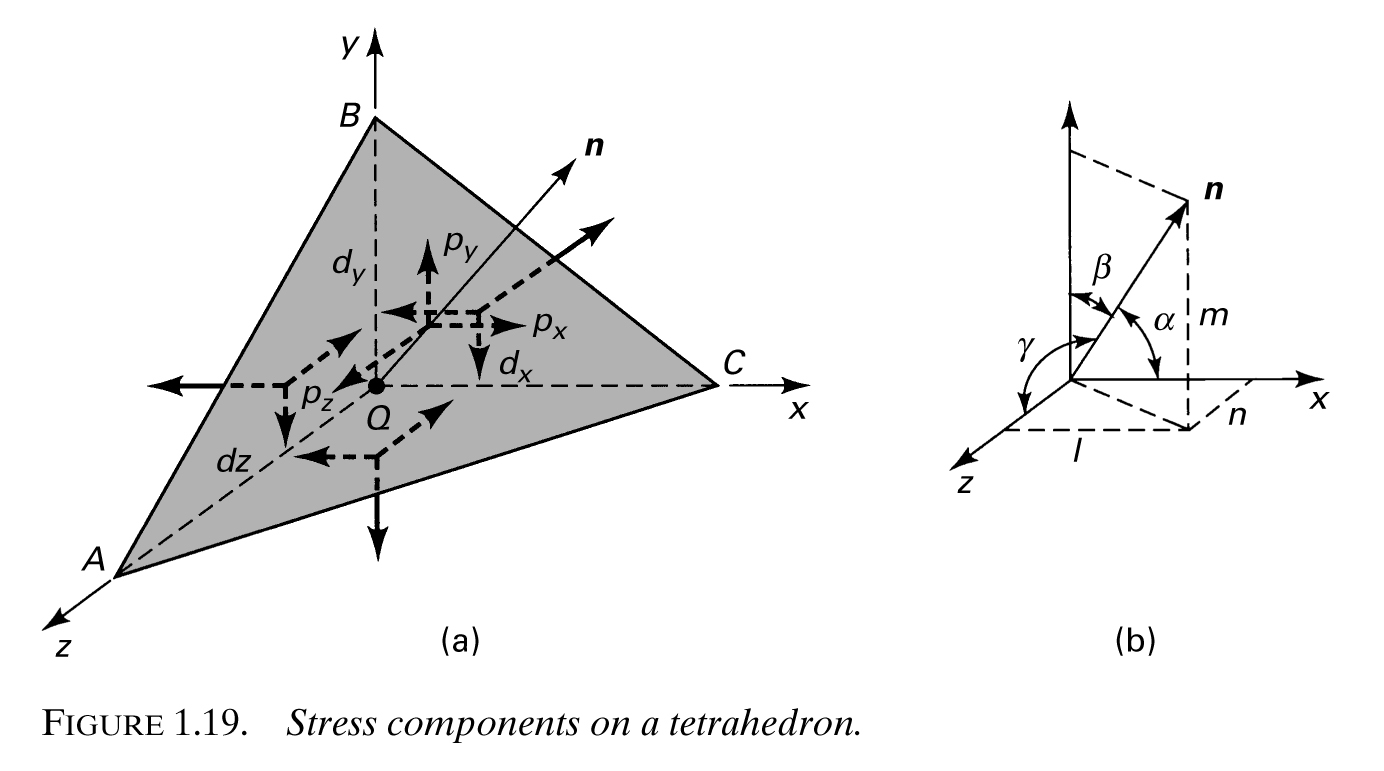 y
B
n
d_y
p_y
p_x
d_x
C
x
p_z
Q
dz
A
z
(a)
n
β
α
m
γ
x
n
l
z
(b)
FIGURE 1.19. Stress components on a tetrahedron.